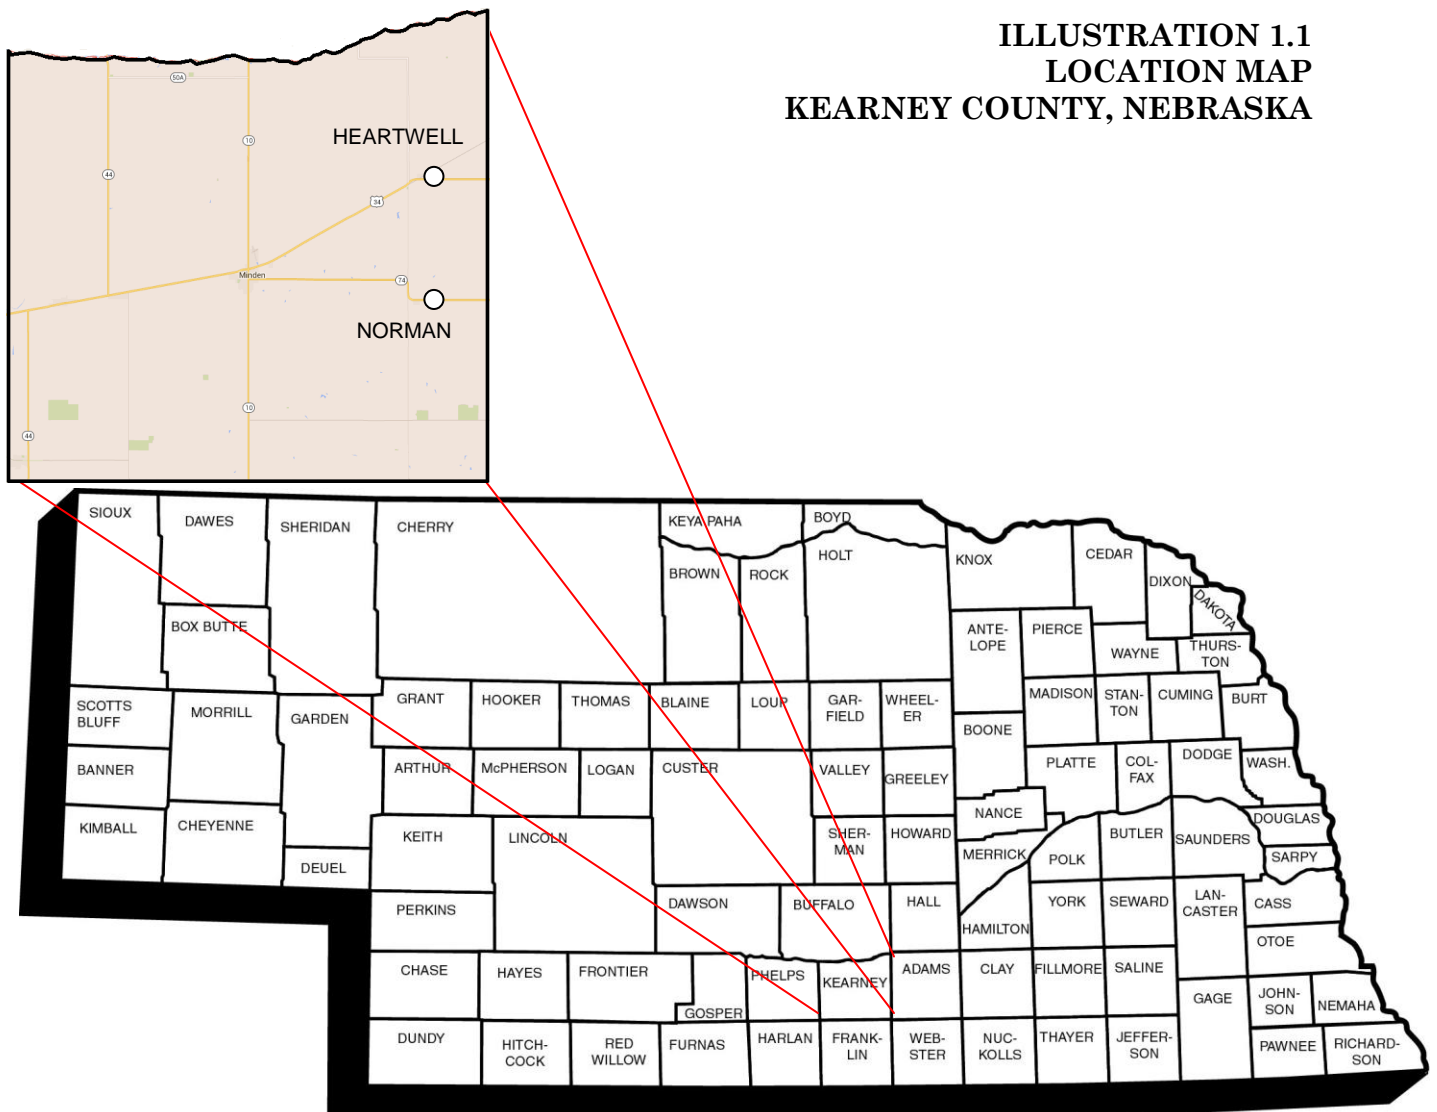 ILLUSTRATION 1.1
LOCATION MAP
KEARNEY COUNTY, NEBRASKA
50A
10
HEARTWELL
44
34
Minden
74
NORMAN
10
44
SIOUX
DAWES
SHERIDAN
CHERRY
KEYA PAHA
BOYD
HOLT
KNOX
CEDAR
DIXON
DAKOTA
BROWN
ROCK
BOX BUTTE
ANTE-
LOPE
PIERCE
WAYNE
THURS-
TON
SCOTTS
BLUFF
MORRILL
GARDEN
GRANT
HOOKER
THOMAS
BLAINE
LOUP
GAR-
FIELD
WHEEL-
ER
MADISON
STAN-
TON
CUMING
BURT
BOONE
BANNER
ARTHUR
McPHERSON
LOGAN
CUSTER
VALLEY
GREELEY
PLATTE
COL-
FAX
DODGE
WASH.
NANCE
KIMBALL
CHEYENNE
DEUEL
KEITH
LINCOLN
SHER-
MAN
HOWARD
MERRICK
POLK
BUTLER
SAUNDERS
DOUGLAS
SARPY
PERKINS
DAWSON
BUFFALO
HALL
HAMILTON
YORK
SEWARD
LAN-
CASTER
CASS
OTOE
CHASE
HAYES
FRONTIER
GOSPER
PHELPS
KEARNEY
ADAMS
CLAY
FILLMORE
SALINE
GAGE
JOHN-
SON
NEMAHA
DUNDY
HITCH-
COCK
RED
WILLOW
FURNAS
HARLAN
FRANK-
LIN
WEB-
STER
NUC-
KOLLS
THAYER
JEFFER-
SON
PAWNEE
RICHARD-
SON